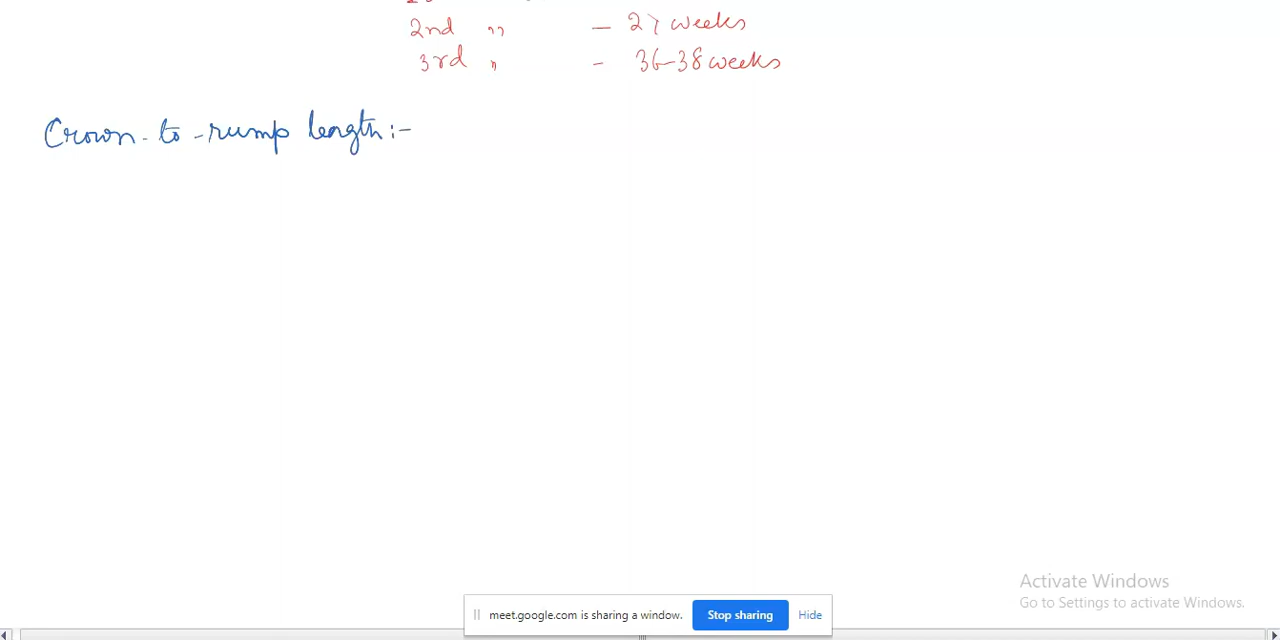 2nd " — 27 weeks
3rd " - 36-38 weeks
Crown-to-rump length:-
Activate Windows
Go to Settings to activate Windows.
meet.google.com is sharing a window. Stop sharing Hide